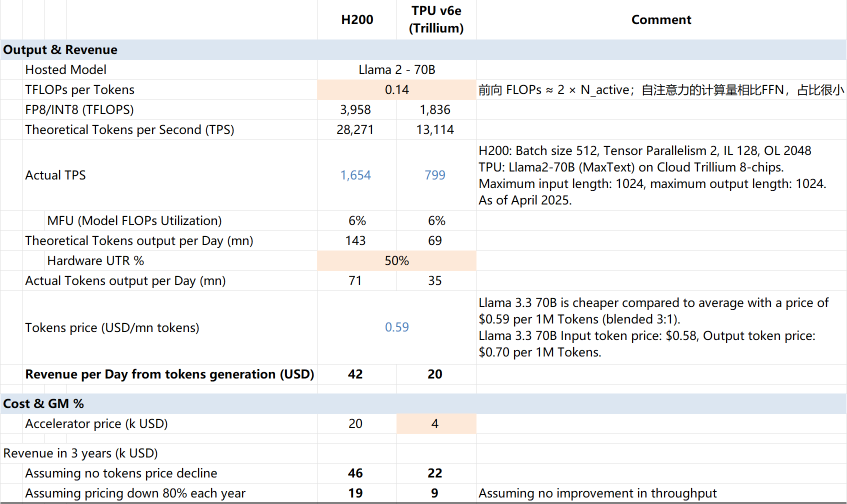 H200 TPU v6e (Trillium) Comment
Output & Revenue
Hosted Model Llama 2 - 70B
TFLOPs per Tokens 0.14 前向 FLOPs ≈ 2 × N_active；自注意力的计算量相比FFN，占比很小
FP8/INT8 (TFLOPS) 3,958 1,836
Theoretical Tokens per Second (TPS) 28,271 13,114
Actual TPS 1,654 799
H200: Batch size 512, Tensor Parallelism 2, IL 128, OL 2048
TPU: Llama2-70B (MaxText) on Cloud Trillium 8-chips.
Maximum input length: 1024, maximum output length: 1024.
As of April 2025.
MFU (Model FLOPs Utilization) 6% 6%
Theoretical Tokens output per Day (mn) 143 69
Hardware UTR % 50%
Actual Tokens output per Day (mn) 71 35
Tokens price (USD/mn tokens) 0.59
Llama 3.3 70B is cheaper compared to average with a price of
$0.59 per 1M Tokens (blended 3:1).
Llama 3.3 70B Input token price: $0.58, Output token price:
$0.70 per 1M Tokens.
Revenue per Day from tokens generation (USD) 42 20
Cost & GM %
Accelerator price (k USD) 20 4
Revenue in 3 years (k USD)
Assuming no tokens price decline 46 22
Assuming pricing down 80% each year 19 9 Assuming no improvement in throughput